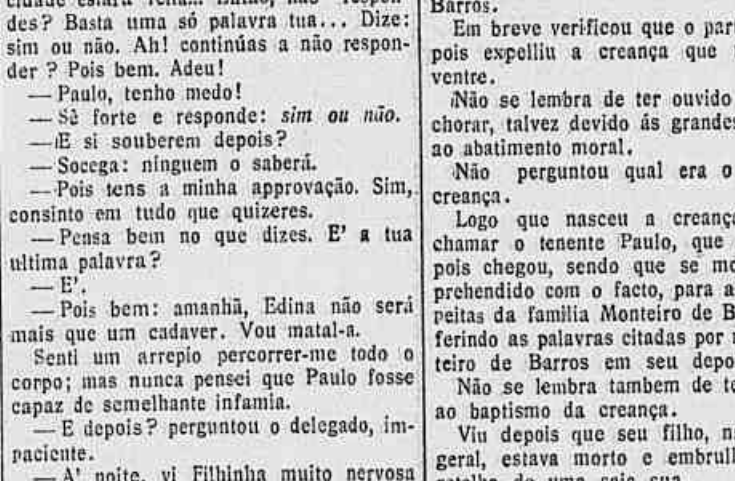 des? Basta uma só palavra tua... Dize:
sim ou não. Ah! continúas a não respon-
der ? Pois bem. Adeu!
— Paulo, tenho medo!
— Sê forte e responde: sim ou não.
— E si souberem depois?
— Socega: ninguem o saberá.
— Pois tens a minha approvação. Sim,
consinto em tudo que quizeres.
— Pensa bem no que dizes. E' a tua
ultima palavra?
— E'.
— Pois bem: amanhã, Edina não será
mais que um cadaver. Vou matal-a.
Senti um arrepio percorrer-me todo o
corpo; mas nunca pensei que Paulo fosse
capaz de semelhante infamia.
— E depois? perguntou o delegado, im-
paciente.
— A' noite, vi Filhinha muito nervosa
Barros.
Em breve verificou que o par
pois expelliu a creança que
ventre.
Não se lembra de ter ouvido
chorar, talvez devido ás grandes
ao abatimento moral.
Não perguntou qual era o
creança.
Logo que nasceu a creança
chamar o tenente Paulo, que
pois chegou, sendo que se mo
prehendido com o facto, para a
peitas da familia Monteiro de B
ferindo as palavras citadas por
teiro de Barros em seu depo
Não se lembra tambem de te
ao baptismo da creança.
Viu depois que seu filho, n
geral, estava morto e embrull